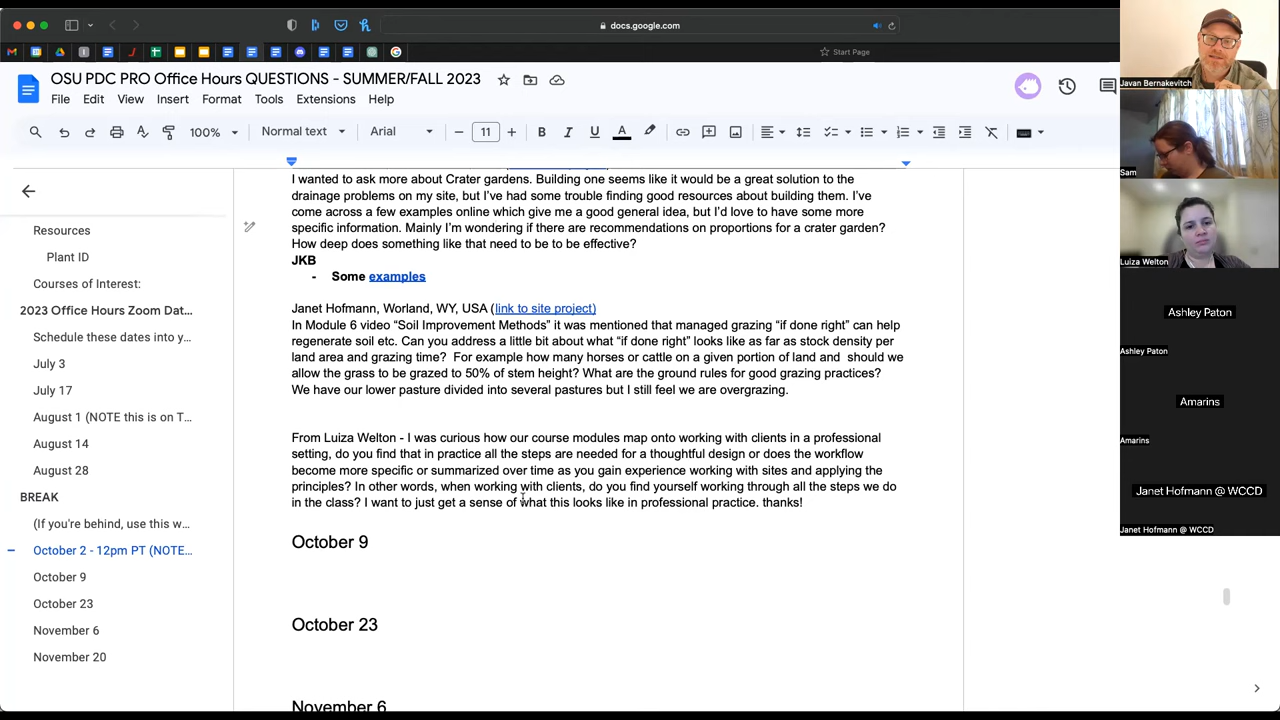 docs.google.com
Start Page
OSU PDC PRO Office Hours QUESTIONS - SUMMER/FALL 2023
File Edit View Insert Format Tools Extensions Help
100% Normal text Arial 11
Resources
Plant ID
Courses of Interest:
2023 Office Hours Zoom Dat...
Schedule these dates into y...
July 3
July 17
August 1 (NOTE this is on T...
August 14
August 28
BREAK
(If you're behind, use this w...
October 2 - 12pm PT (NOTE...
October 9
October 23
November 6
November 20
I wanted to ask more about Crater gardens. Building one seems like it would be a great solution to the
drainage problems on my site, but I've had some trouble finding good resources about building them. I've
come across a few examples online which give me a good general idea, but I'd love to have some more
specific information. Mainly I'm wondering if there are recommendations on proportions for a crater garden?
How deep does something like that need to be to be effective?
JKB
- Some examples
Janet Hofmann, Worland, WY, USA (link to site project)
In Module 6 video “Soil Improvement Methods” it was mentioned that managed grazing “if done right” can help
regenerate soil etc. Can you address a little bit about what “if done right” looks like as far as stock density per
land area and grazing time?  For example how many horses or cattle on a given portion of land and  should we
allow the grass to be grazed to 50% of stem height? What are the ground rules for good grazing practices?
We have our lower pasture divided into several pastures but I still feel we are overgrazing.
From Luiza Welton - I was curious how our course modules map onto working with clients in a professional
setting, do you find that in practice all the steps are needed for a thoughtful design or does the workflow
become more specific or summarized over time as you gain experience working with sites and applying the
principles? In other words, when working with clients, do you find yourself working through all the steps we do
in the class? I want to just get a sense of what this looks like in professional practice. thanks!
October 9
October 23
November 6
Javan Bernakevitch
Sam
Luiza Welton
Ashley Paton
Ashley Paton
Amarins
Amarins
Janet Hofmann @ WCCD
Janet Hofmann @ WCCD